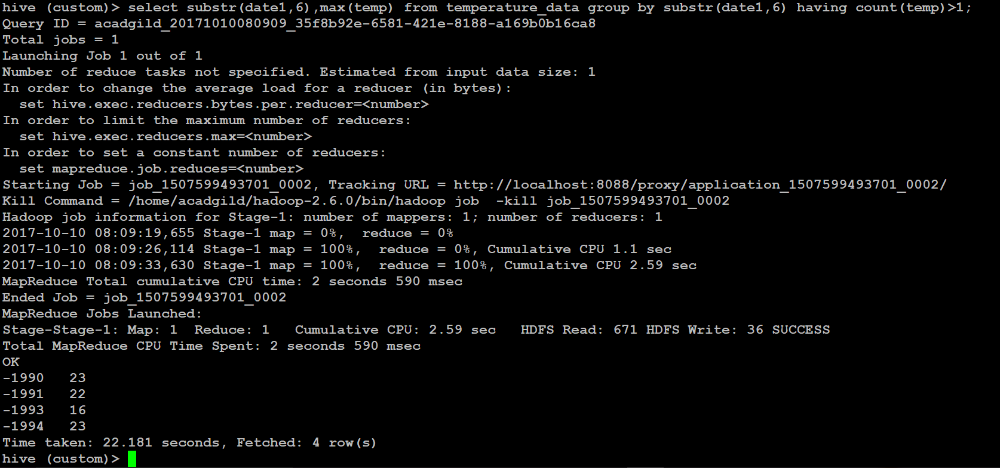 hive (custom)> select substr(date1,6),max(temp) from temperature_data group by substr(date1,6) having count(temp)>1;
Query ID = acadgild_20171010080909_35f8b92e-6581-421e-8188-a169b0b16ca8
Total jobs = 1
Launching Job 1 out of 1
Number of reduce tasks not specified. Estimated from input data size: 1
In order to change the average load for a reducer (in bytes):
  set hive.exec.reducers.bytes.per.reducer=<number>
In order to limit the maximum number of reducers:
  set hive.exec.reducers.max=<number>
In order to set a constant number of reducers:
  set mapreduce.job.reduces=<number>
Starting Job = job_1507599493701_0002, Tracking URL = http://localhost:8088/proxy/application_1507599493701_0002/
Kill Command = /home/acadgild/hadoop-2.6.0/bin/hadoop job  -kill job_1507599493701_0002
Hadoop job information for Stage-1: number of mappers: 1; number of reducers: 1
2017-10-10 08:09:19,655 Stage-1 map = 0%,  reduce = 0%
2017-10-10 08:09:26,114 Stage-1 map = 100%,  reduce = 0%, Cumulative CPU 1.1 sec
2017-10-10 08:09:33,630 Stage-1 map = 100%,  reduce = 100%, Cumulative CPU 2.59 sec
MapReduce Total cumulative CPU time: 2 seconds 590 msec
Ended Job = job_1507599493701_0002
MapReduce Jobs Launched:
Stage-Stage-1: Map: 1  Reduce: 1   Cumulative CPU: 2.59 sec   HDFS Read: 671 HDFS Write: 36 SUCCESS
Total MapReduce CPU Time Spent: 2 seconds 590 msec
OK
-1990   23
-1991   22
-1993   16
-1994   23
Time taken: 22.181 seconds, Fetched: 4 row(s)
hive (custom)>